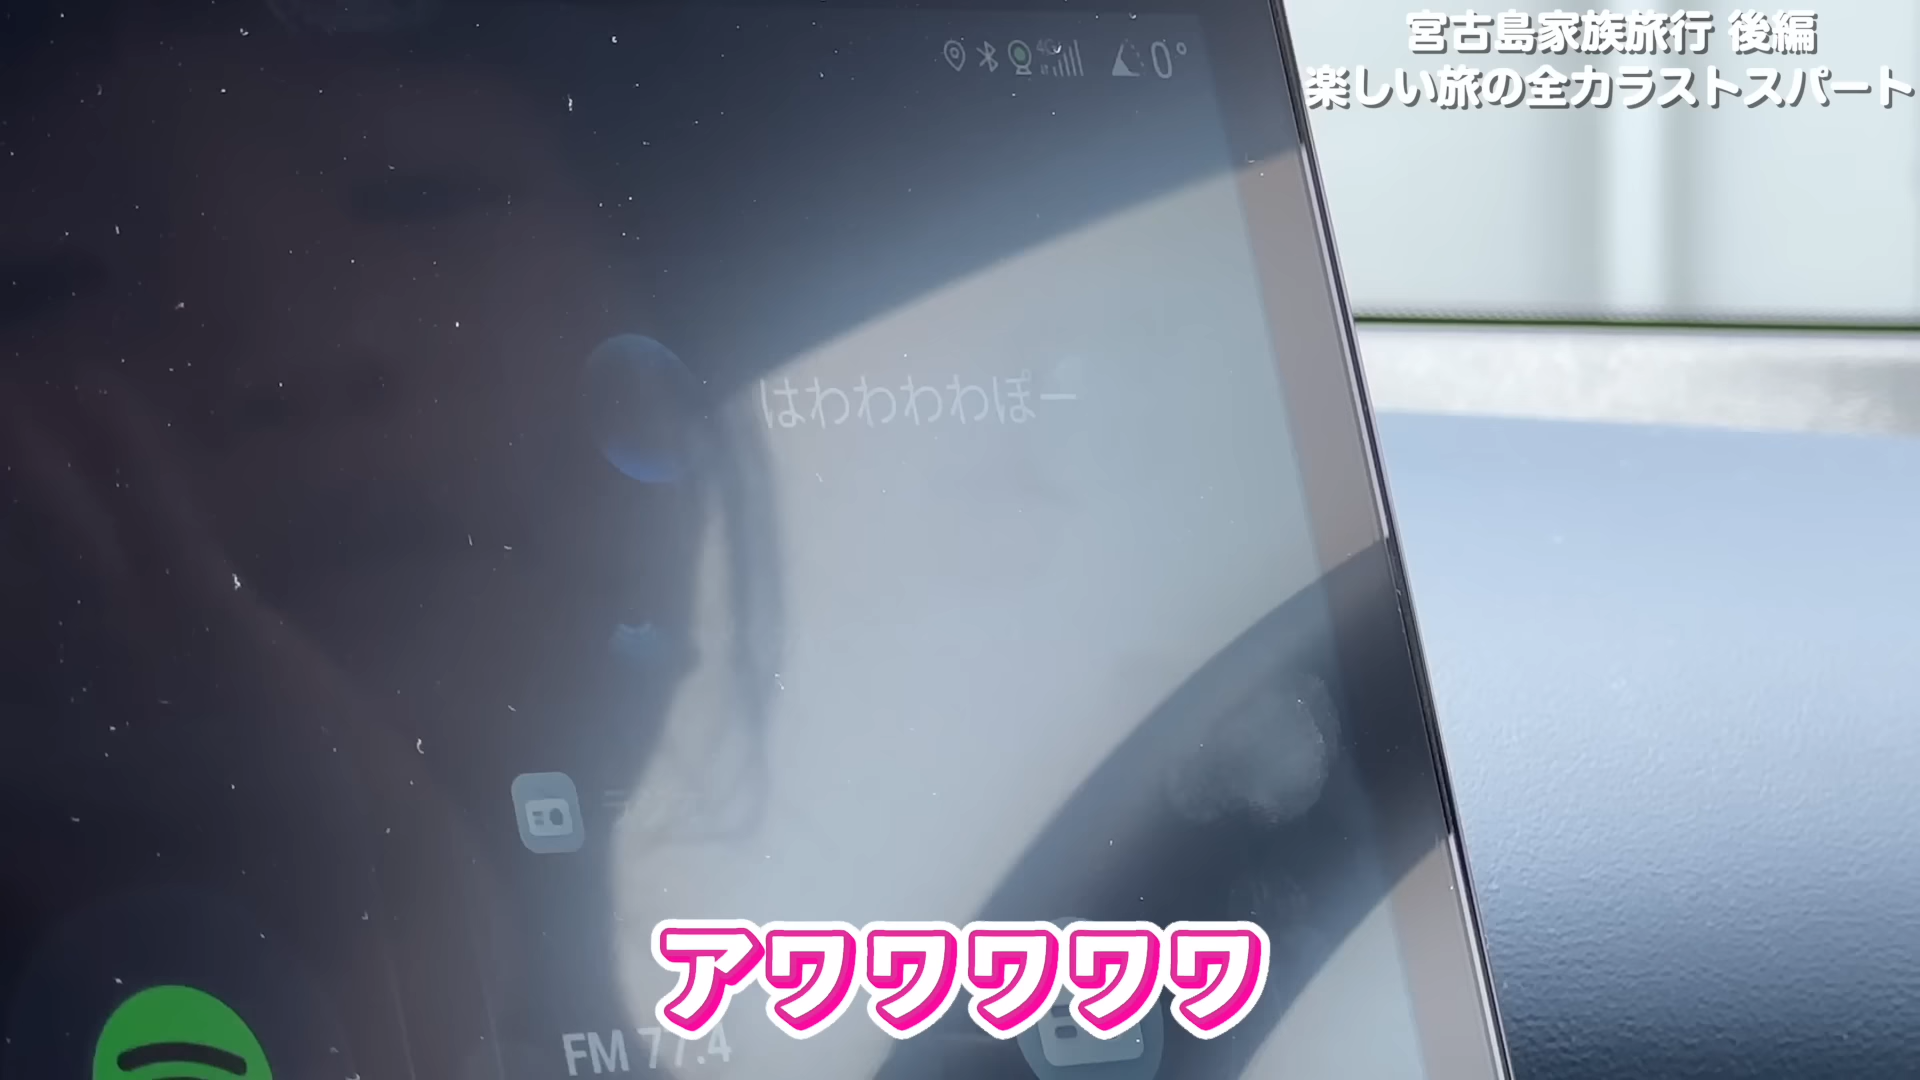 宮古島家族旅行 後編
楽しい旅の全力ラストスパート
4G
0°
はわわわわぽー
アワワワワワ
FM 77.4